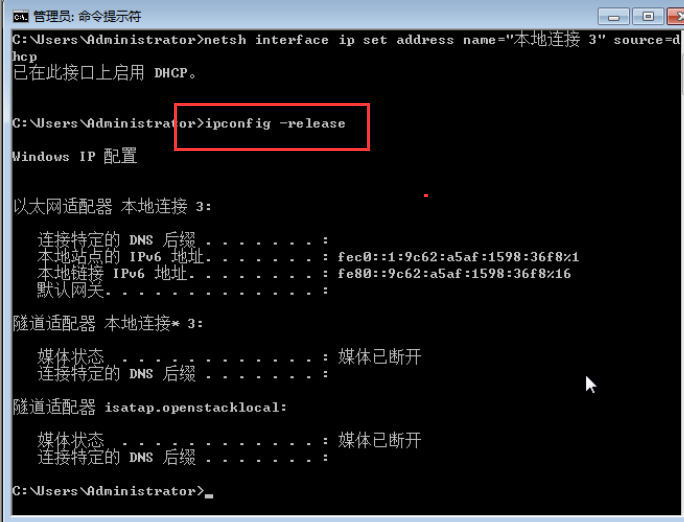 管理员: 命令提示符
C:\Users\Administrator>netsh interface ip set address name="本地连接 3" source=d
hcp
已在此接口上启用 DHCP。
C:\Users\Administrator>ipconfig -release
Windows IP 配置
以太网适配器 本地连接 3:
连接特定的 DNS 后缀 . . . . . . . :
本地站点的 IPv6 地址. . . . . . . : fec0::1:9c62:a5af:1598:36f8%1
本地链接 IPv6 地址. . . . . . . . : fe80::9c62:a5af:1598:36f8%16
默认网关. . . . . . . . . . . . . :
隧道适配器 本地连接* 3:
媒体状态  . . . . . . . . . . . . : 媒体已断开
连接特定的 DNS 后缀 . . . . . . . :
隧道适配器 isatap.openstacklocal:
媒体状态  . . . . . . . . . . . . : 媒体已断开
连接特定的 DNS 后缀 . . . . . . . :
C:\Users\Administrator>_